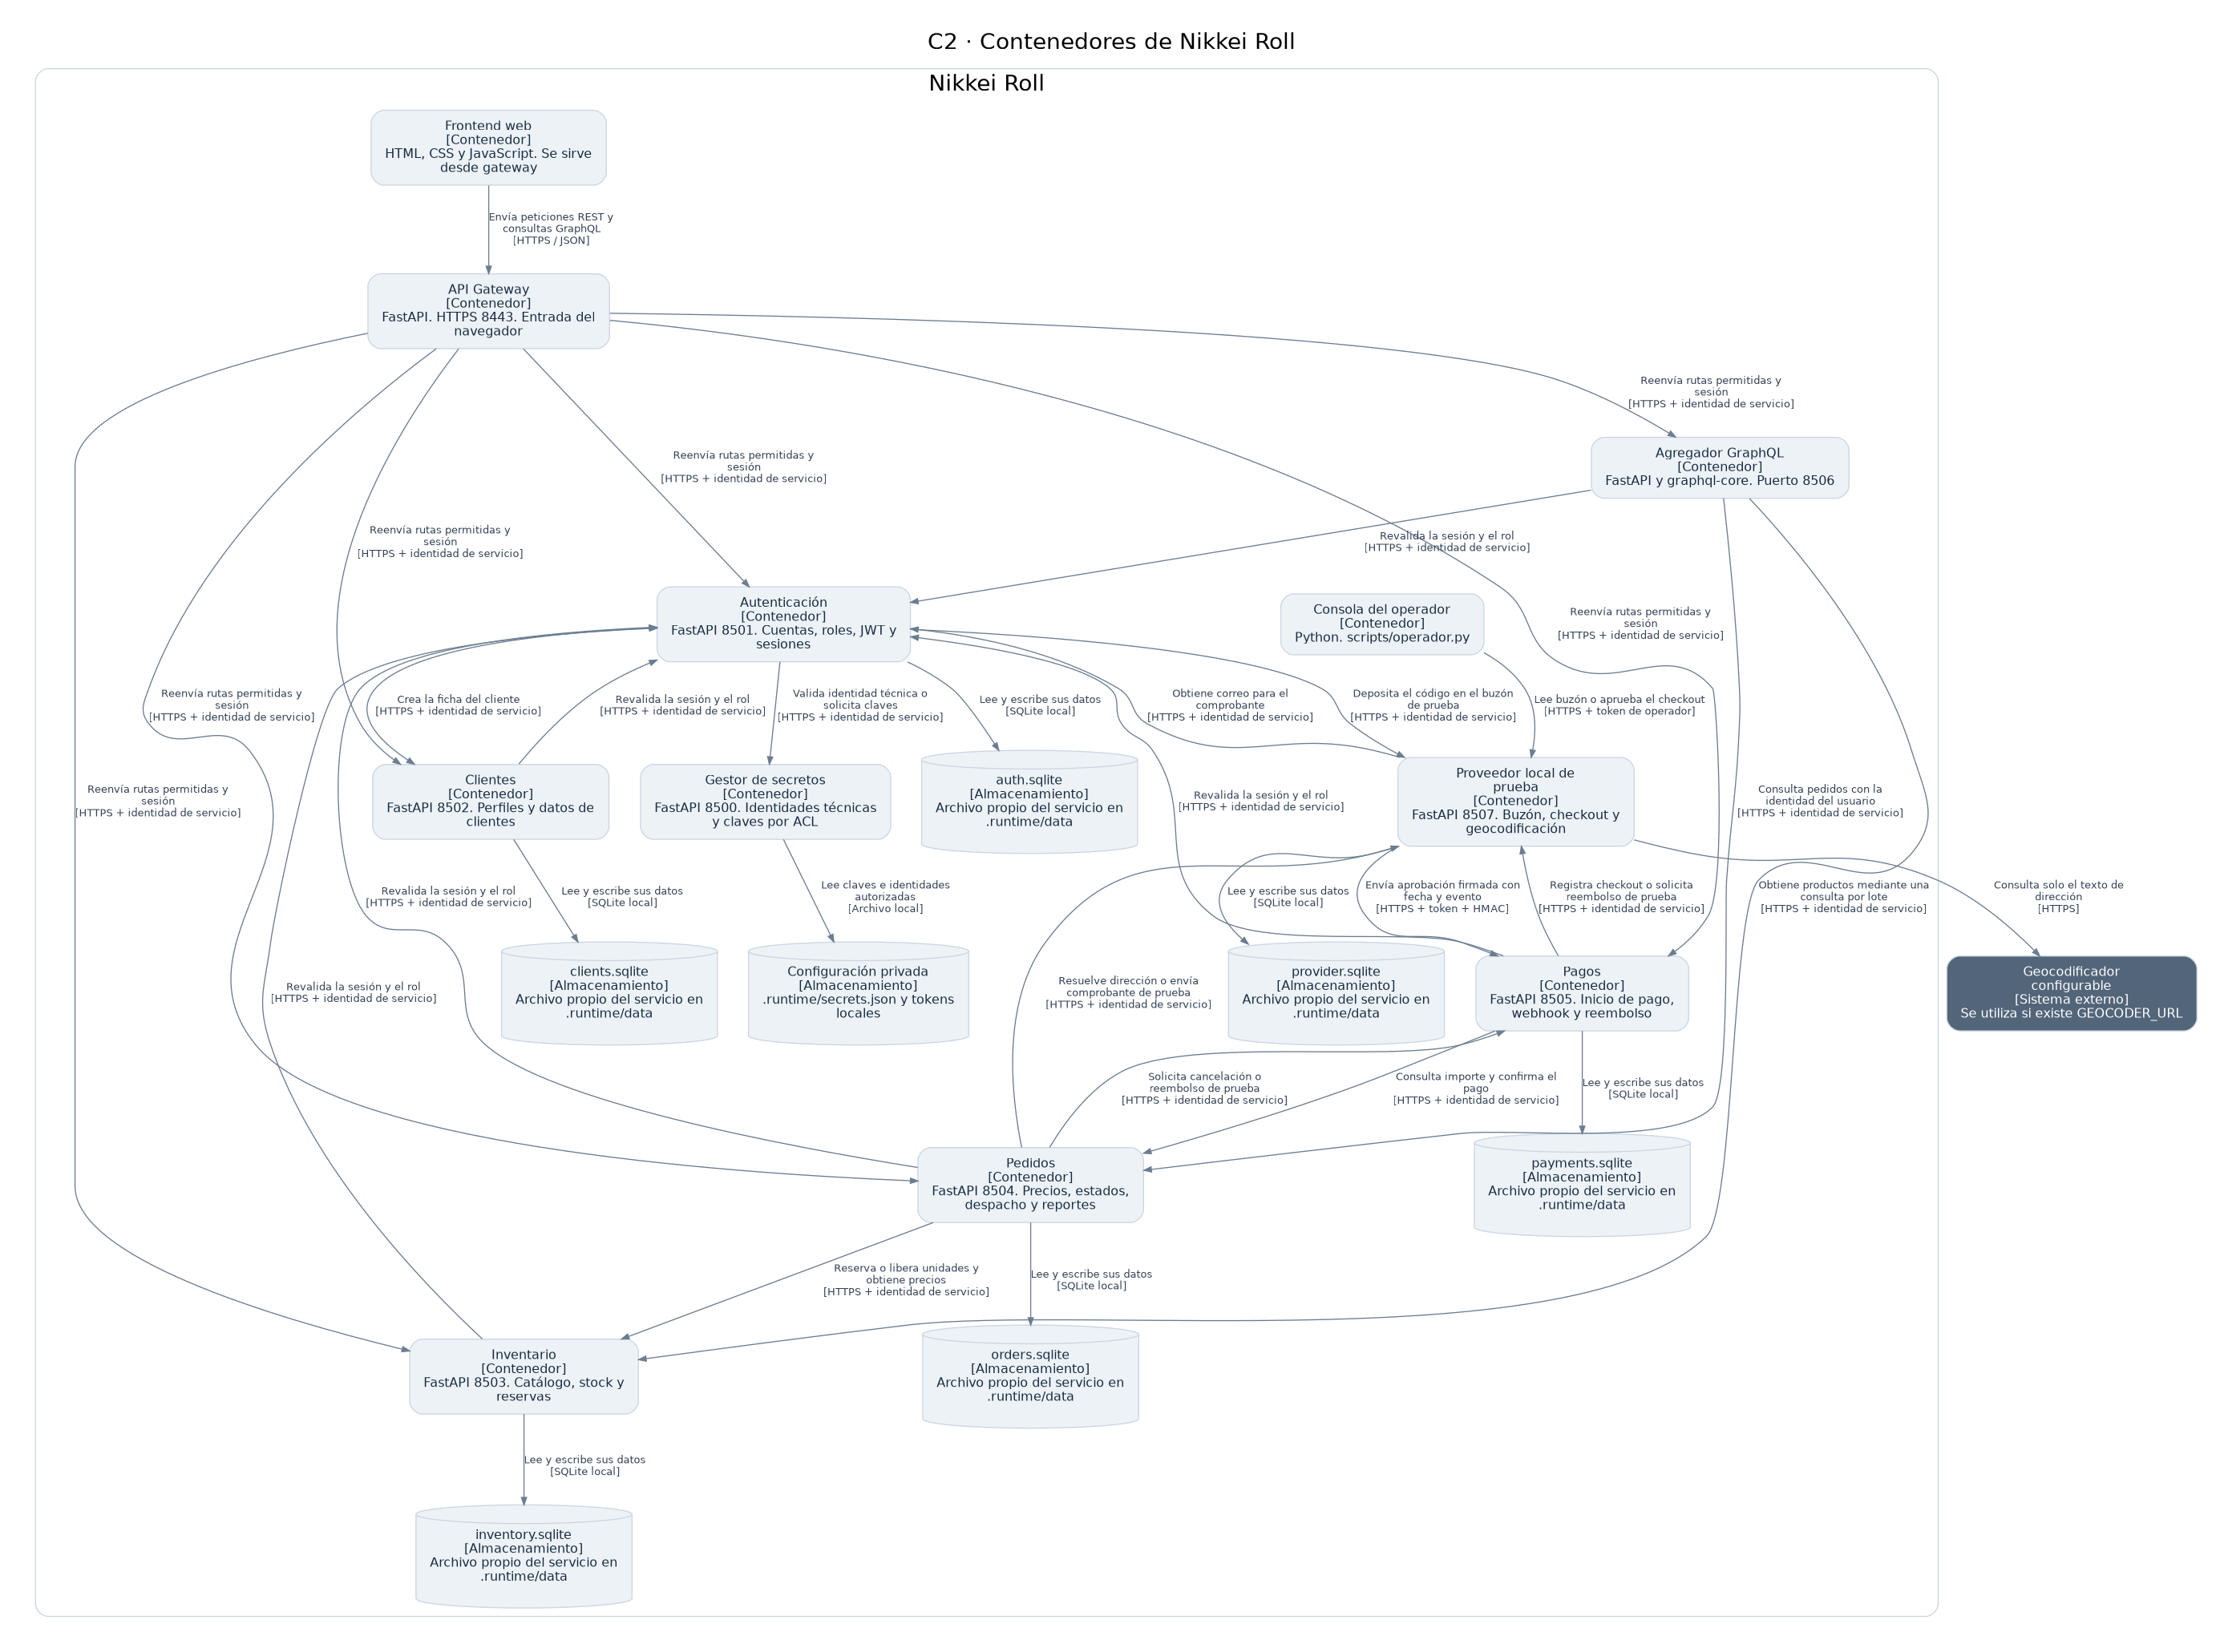 C2 · Contenedores de Nikkei Roll
Nikkei Roll
Frontend web
[Contenedor]
HTML, CSS y JavaScript. Se sirve
desde gateway
Envía peticiones REST y
consultas GraphQL
[HTTPS / JSON]
API Gateway
[Contenedor]
FastAPI. HTTPS 8443. Entrada del
navegador
Reenvía rutas permitidas y
sesión
[HTTPS + identidad de servicio]
Agregador GraphQL
[Contenedor]
FastAPI y graphql-core. Puerto 8506
Reenvía rutas permitidas y
sesión
[HTTPS + identidad de servicio]
Reenvía rutas permitidas y
sesión
[HTTPS + identidad de servicio]
Revalida la sesión y el rol
[HTTPS + identidad de servicio]
Autenticación
[Contenedor]
FastAPI 8501. Cuentas, roles, JWT y
sesiones
Consola del operador
[Contenedor]
Python. scripts/operador.py
Reenvía rutas permitidas y
sesión
[HTTPS + identidad de servicio]
Reenvía rutas permitidas y
sesión
[HTTPS + identidad de servicio]
Crea la ficha del cliente
[HTTPS + identidad de servicio]
Revalida la sesión y el rol
[HTTPS + identidad de servicio]
Valida identidad técnica o
solicita claves
[HTTPS + identidad de servicio]
Lee y escribe sus datos
[SQLite local]
Obtiene correo para el
comprobante
[HTTPS + identidad de servicio]
Deposita el código en el buzón
de prueba
[HTTPS + identidad de servicio]
Lee buzón o aprueba el checkout
[HTTPS + token de operador]
Reenvía rutas permitidas y
sesión
[HTTPS + identidad de servicio]
Clientes
[Contenedor]
FastAPI 8502. Perfiles y datos de
clientes
Gestor de secretos
[Contenedor]
FastAPI 8500. Identidades técnicas
y claves por ACL
auth.sqlite
[Almacenamiento]
Archivo propio del servicio en
.runtime/data
Revalida la sesión y el rol
[HTTPS + identidad de servicio]
Proveedor local de
prueba
[Contenedor]
FastAPI 8507. Buzón, checkout y
geocodificación
Consulta pedidos con la
identidad del usuario
[HTTPS + identidad de servicio]
Revalida la sesión y el rol
[HTTPS + identidad de servicio]
Lee y escribe sus datos
[SQLite local]
Lee claves e identidades
autorizadas
[Archivo local]
Lee y escribe sus datos
[SQLite local]
Envía aprobación firmada con
fecha y evento
[HTTPS + token + HMAC]
Registra checkout o solicita
reembolso de prueba
[HTTPS + identidad de servicio]
Obtiene productos mediante una
consulta por lote
[HTTPS + identidad de servicio]
Consulta solo el texto de
dirección
[HTTPS]
Revalida la sesión y el rol
[HTTPS + identidad de servicio]
clients.sqlite
[Almacenamiento]
Archivo propio del servicio en
.runtime/data
Configuración privada
[Almacenamiento]
.runtime/secrets.json y tokens
locales
Resuelve dirección o envía
comprobante de prueba
[HTTPS + identidad de servicio]
provider.sqlite
[Almacenamiento]
Archivo propio del servicio en
.runtime/data
Pagos
[Contenedor]
FastAPI 8505. Inicio de pago,
webhook y reembolso
Geocodificador
configurable
[Sistema externo]
Se utiliza si existe GEOCODER_URL
Solicita cancelación o
reembolso de prueba
[HTTPS + identidad de servicio]
Consulta importe y confirma el
pago
[HTTPS + identidad de servicio]
Lee y escribe sus datos
[SQLite local]
Pedidos
[Contenedor]
FastAPI 8504. Precios, estados,
despacho y reportes
payments.sqlite
[Almacenamiento]
Archivo propio del servicio en
.runtime/data
Reserva o libera unidades y
obtiene precios
[HTTPS + identidad de servicio]
Lee y escribe sus datos
[SQLite local]
Inventario
[Contenedor]
FastAPI 8503. Catálogo, stock y
reservas
orders.sqlite
[Almacenamiento]
Archivo propio del servicio en
.runtime/data
Lee y escribe sus datos
[SQLite local]
inventory.sqlite
[Almacenamiento]
Archivo propio del servicio en
.runtime/data